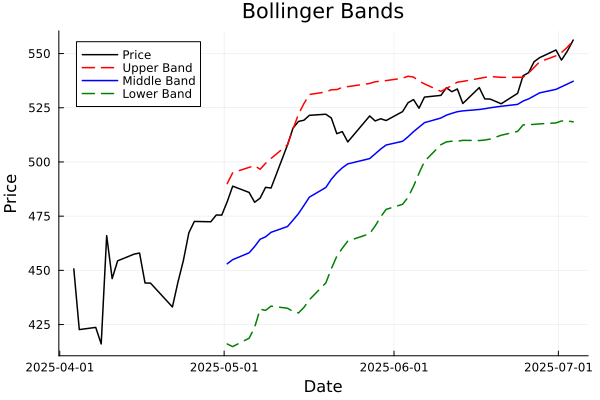 Bollinger Bands
Price
Upper Band
Middle Band
Lower Band
Price
550
525
500
475
450
425
2025-04-01
2025-05-01
2025-06-01
2025-07-01
Date